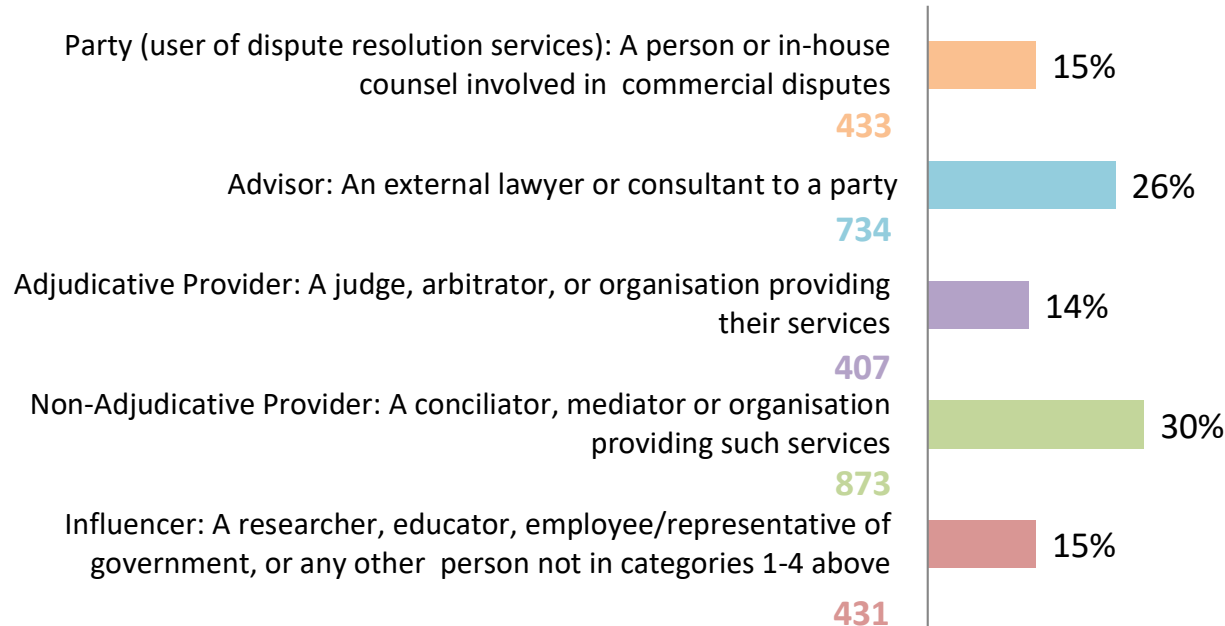 Party (user of dispute resolution services): A person or in-house
counsel involved in  commercial disputes
15%
433
Advisor: An external lawyer or consultant to a party
26%
734
Adjudicative Provider: A judge, arbitrator, or organisation providing
their services
14%
407
Non-Adjudicative Provider: A conciliator, mediator or organisation
providing such services
30%
873
Influencer: A researcher, educator, employee/representative of
government, or any other  person not in categories 1-4 above
15%
431